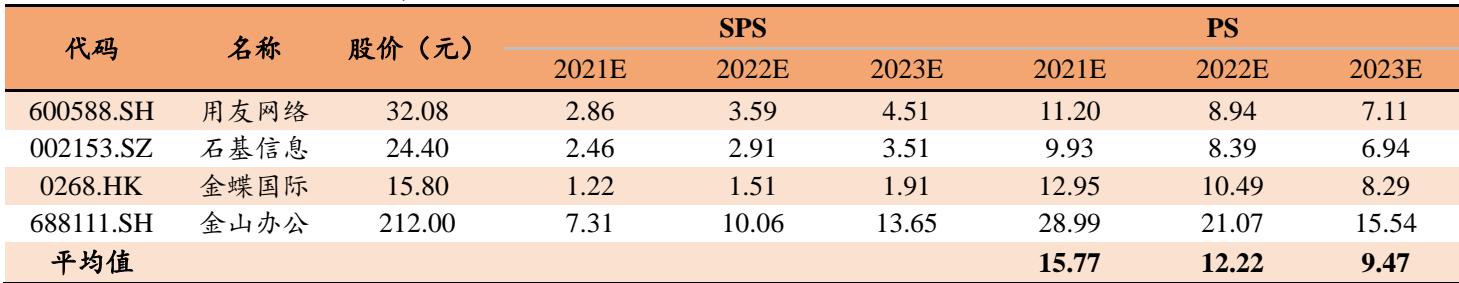 代码 名称 股价（元） SPS PS
2021E 2022E 2023E 2021E 2022E 2023E
600588.SH 用友网络 32.08 2.86 3.59 4.51 11.20 8.94 7.11
002153.SZ 石基信息 24.40 2.46 2.91 3.51 9.93 8.39 6.94
0268.HK 金蝶国际 15.80 1.22 1.51 1.91 12.95 10.49 8.29
688111.SH 金山办公 212.00 7.31 10.06 13.65 28.99 21.07 15.54
平均值 15.77 12.22 9.47